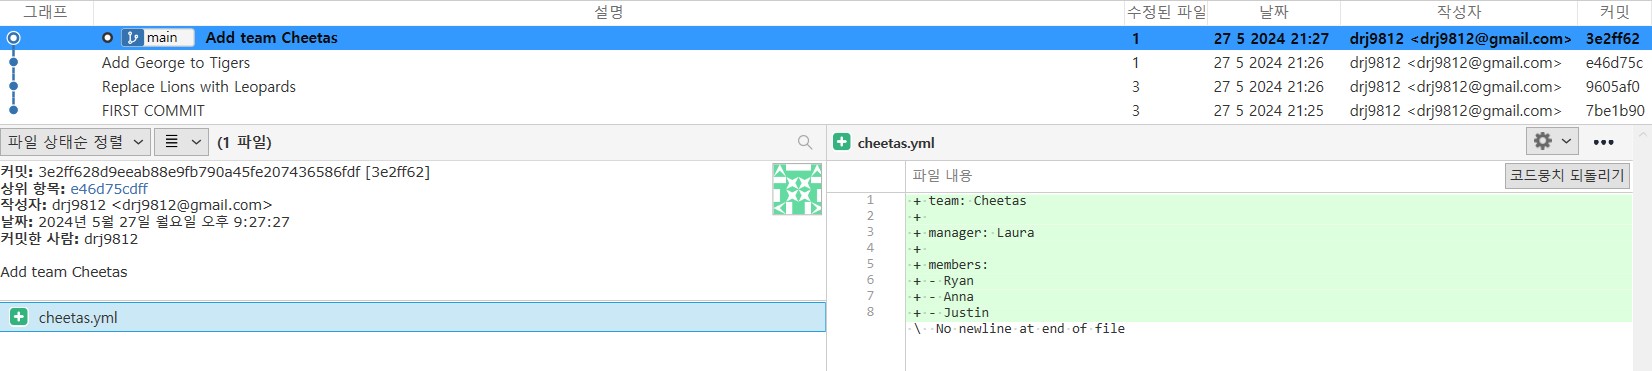 그래프 설명 수정된 파일 날짜 작성자 커밋
main Add team Cheetas 1 27 5 2024 21:27 drj9812 <drj9812@gmail.com> 3e2ff62
Add George to Tigers 1 27 5 2024 21:26 drj9812 <drj9812@gmail.com> e46d75c
Replace Lions with Leopards 3 27 5 2024 21:26 drj9812 <drj9812@gmail.com> 9605af0
FIRST COMMIT 3 27 5 2024 21:25 drj9812 <drj9812@gmail.com> 7be1b90
파일 상태순 정렬 (1 파일)
커밋: 3e2ff628d9eeab88e9fb790a45fe207436586fdf [3e2ff62]
상위 항목: e46d75cdff
작성자: drj9812 <drj9812@gmail.com>
날짜: 2024년 5월 27일 월요일 오후 9:27:27
커밋한 사람: drj9812
Add team Cheetas
cheetas.yml
cheetas.yml
파일 내용 코드뭉치 되돌리기
1 + team: Cheetas
2 +
3 + manager: Laura
4 +
5 + members:
6 + - Ryan
7 + - Anna
8 + - Justin
\ No newline at end of file